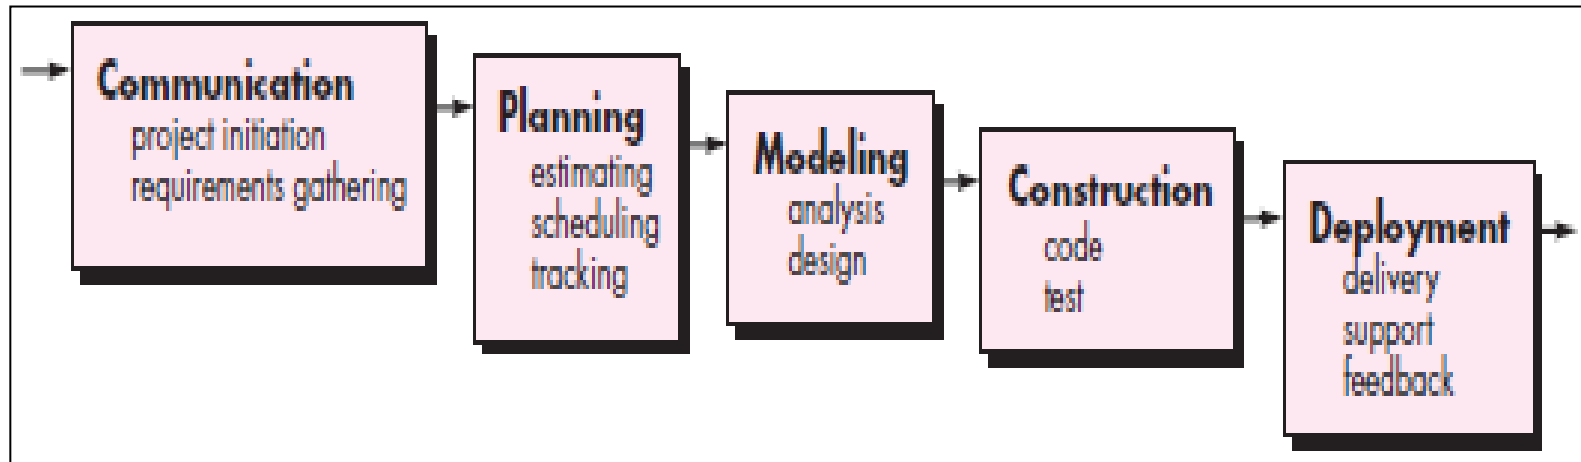 Communication
project initiation
requirements gathering
Planning
estimating
scheduling
tracking
Modeling
analysis
design
Construction
code
test
Deployment
delivery
support
feedback